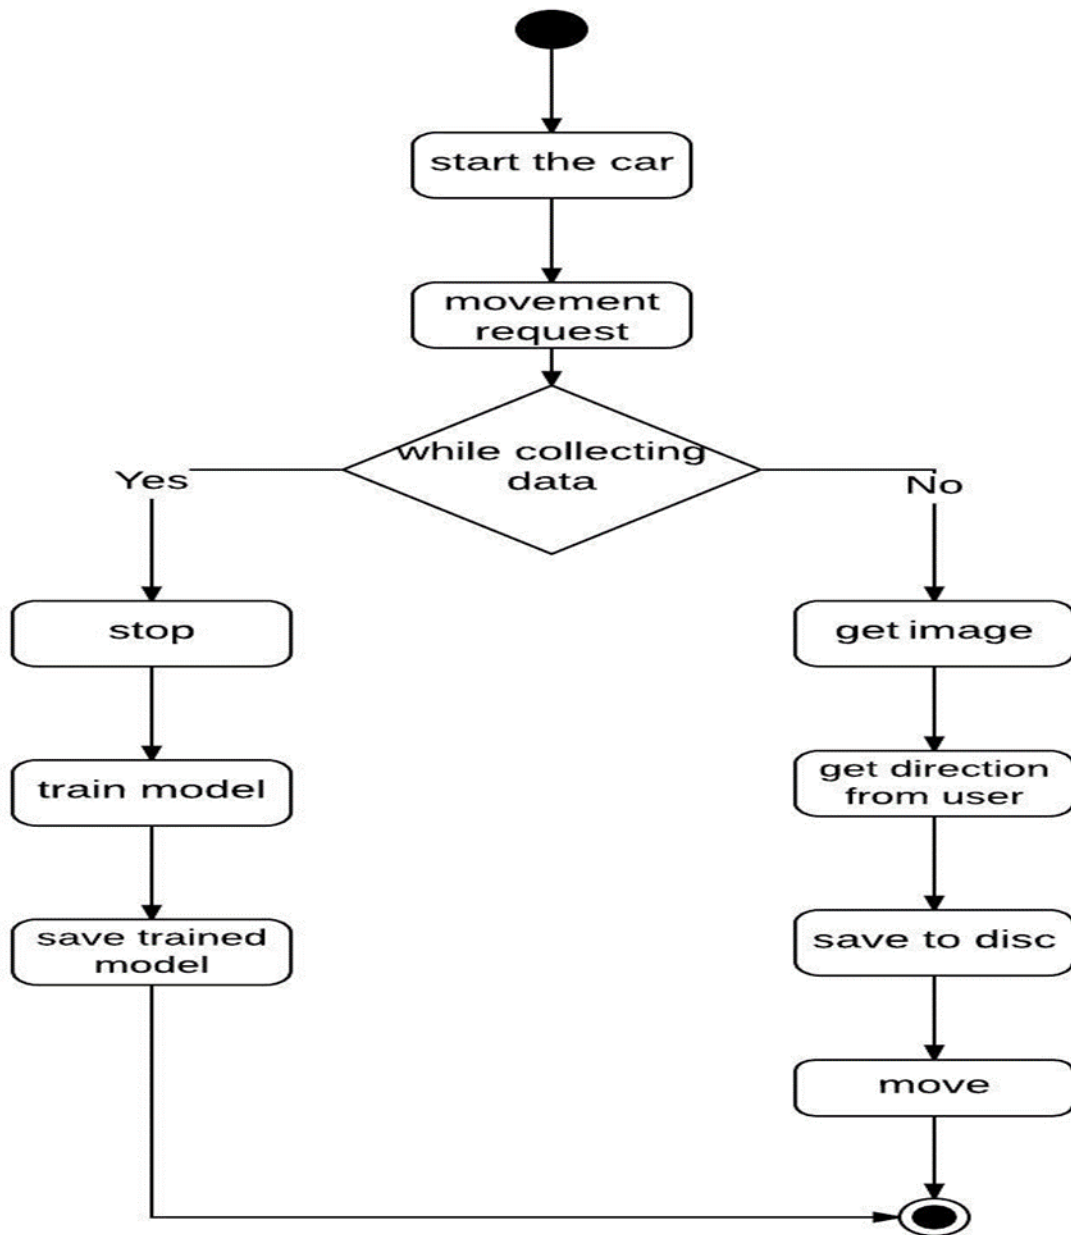 start the car
movement
request
while collecting
data
Yes
No
stop
get image
train model
get direction
from user
save trained
model
save to disc
move